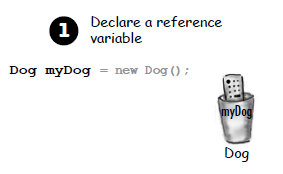 1 Declare a reference
variable
Dog myDog = new Dog();
myDog
Dog